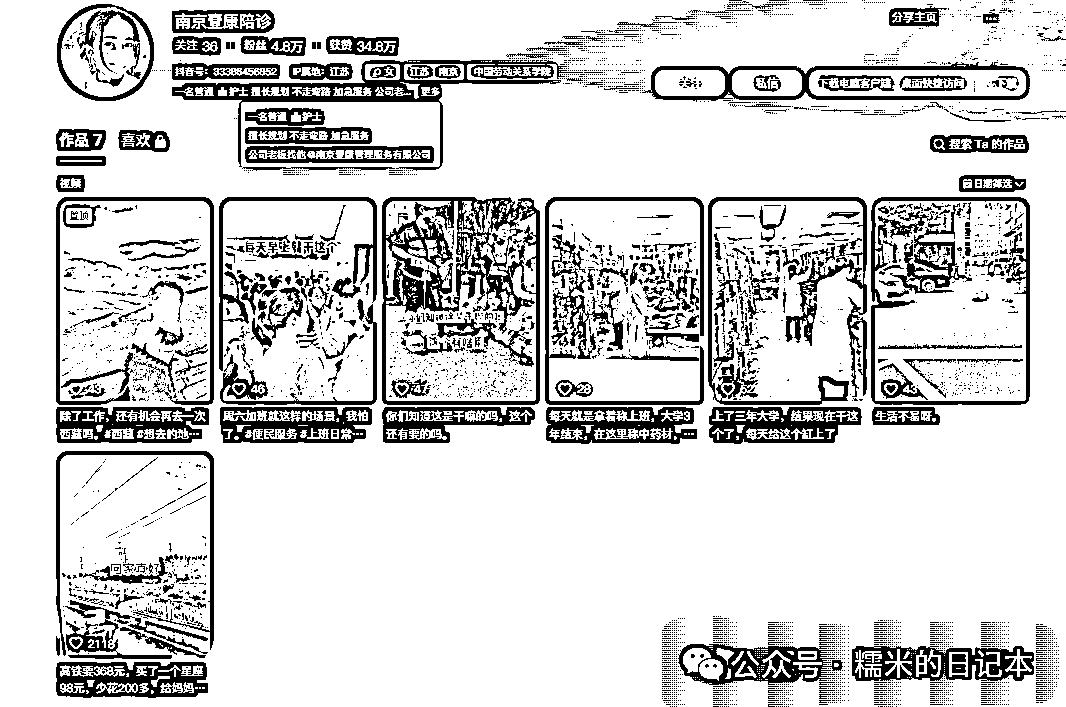 南京登康陪诊
分享主页
关注 36 粉丝 4.8万 获赞 34.8万
抖音号：33386456852 IP属地：江苏 女 江苏·南京 中国劳动关系学院
一名普通 护士 擅长规划 不走弯路 加急服务 公司老... 更多
关注 私信 下载电脑客户端 桌面快捷访问 下载
一名普通 护士
擅长规划 不走弯路 加急服务
公司老板找他@南京登康管理服务有限公司
作品 7 喜欢
搜索 Ta 的作品
视频
日期筛选
置顶
每天早上就干这个
46
28
除了工作，还有机会再去一次
西藏吗，#西藏 #想去的地…
周六加班就这样的场景，我怕
了，#便民服务 #上班日常…
你们知道这是干嘛的吗，这个
还有要的吗。
每天就是拿着称上班，大学3
年结束，在这里称中药材，…
上了三年大学，结果现在干这
个了，每天给这个缸上了
生活不易呀。
回家真好
2118
高铁要368元，买了一个星座
98元，少花200多，给妈妈…
公众号·糯米的日记本